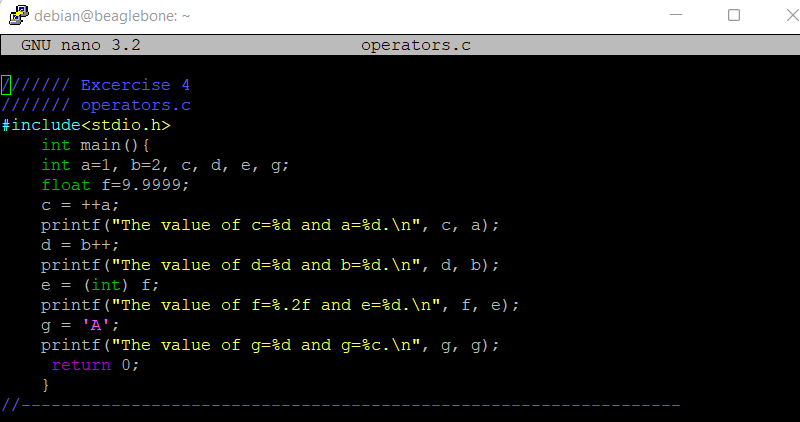 debian@beaglebone: ~
GNU nano 3.2 operators.c
/////// Excercise 4
/////// operators.c
#include<stdio.h>
int main(){
int a=1, b=2, c, d, e, g;
float f=9.9999;
c = ++a;
printf("The value of c=%d and a=%d.\n", c, a);
d = b++;
printf("The value of d=%d and b=%d.\n", d, b);
e = (int) f;
printf("The value of f=%.2f and e=%d.\n", f, e);
g = 'A';
printf("The value of g=%d and g=%c.\n", g, g);
return 0;
}
//------------------------------------------------------------------